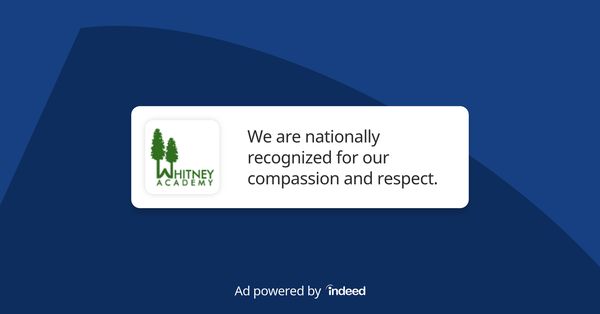 WHITNEY
ACADEMY
We are nationally
recognized for our
compassion and respect.
Ad powered by indeed